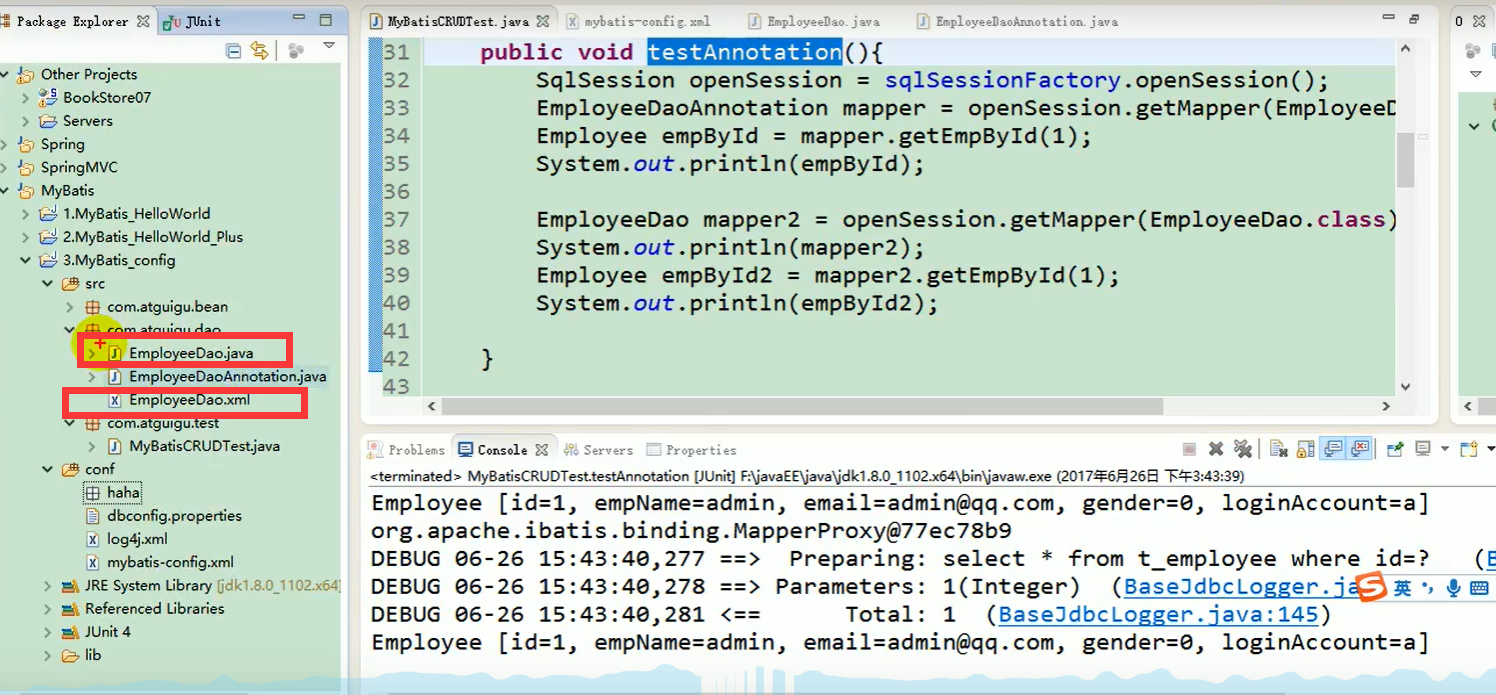 Package Explorer
JUnit
Other Projects
BookStore07
Servers
Spring
SpringMVC
MyBatis
1.MyBatis_HelloWorld
2.MyBatis_HelloWorld_Plus
3.MyBatis_config
src
com.atguigu.bean
com.atguigu.dao
EmployeeDao.java
EmployeeDaoAnnotation.java
EmployeeDao.xml
com.atguigu.test
MyBatisCRUDTest.java
conf
haha
dbconfig.properties
log4j.xml
mybatis-config.xml
JRE System Library [jdk1.8.0_1102.x64]
Referenced Libraries
JUnit 4
lib
MyBatisCRUDTest.java mybatis-config.xml EmployeeDao.java EmployeeDaoAnnotation.java
31 public void testAnnotation(){
32 SqlSession openSession = sqlSessionFactory.openSession();
33 EmployeeDaoAnnotation mapper = openSession.getMapper(EmployeeD
34 Employee empById = mapper.getEmpById(1);
35 System.out.println(empById);
36
37 EmployeeDao mapper2 = openSession.getMapper(EmployeeDao.class)
38 System.out.println(mapper2);
39 Employee empById2 = mapper2.getEmpById(1);
40 System.out.println(empById2);
41
42 }
43
Problems Console Servers Properties
<terminated> MyBatisCRUDTest.testAnnotation [JUnit] F:\javaEE\java\jdk1.8.0_1102.x64\bin\javaw.exe (2017年6月26日 下午3:43:39)
Employee [id=1, empName=admin, email=admin@qq.com, gender=0, loginAccount=a]
org.apache.ibatis.binding.MapperProxy@77ec78b9
DEBUG 06-26 15:43:40,277 ==>  Preparing: select * from t_employee where id=? (B
DEBUG 06-26 15:43:40,278 ==> Parameters: 1(Integer) (BaseJdbcLogger.ja
英
DEBUG 06-26 15:43:40,281 <==      Total: 1 (BaseJdbcLogger.java:145)
Employee [id=1, empName=admin, email=admin@qq.com, gender=0, loginAccount=a]